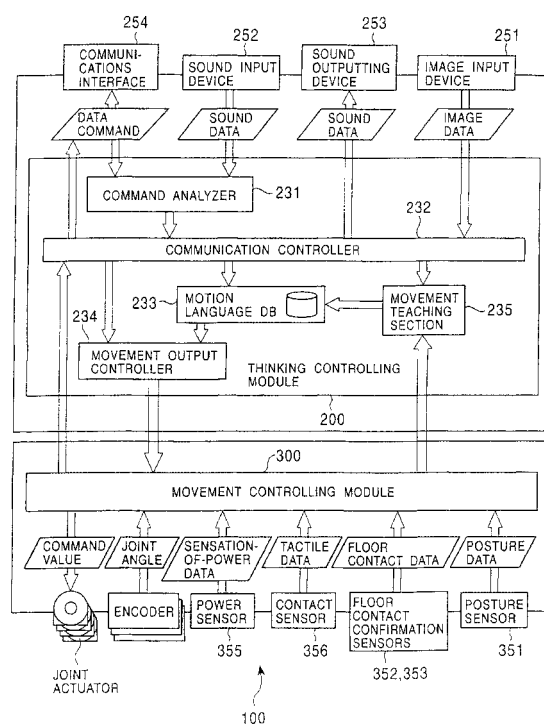 254
252
253
251
COMMUNI-
CATIONS
INTERFACE
SOUND INPUT
DEVICE
SOUND
OUTPUTTING
DEVICE
IMAGE INPUT
DEVICE
DATA
COMMAND
SOUND
DATA
SOUND
DATA
IMAGE
DATA
COMMAND ANALYZER
231
232
COMMUNICATION CONTROLLER
233
MOTION
LANGUAGE DB
MOVEMENT
TEACHING
SECTION
235
234
MOVEMENT OUTPUT
CONTROLLER
THINKING CONTROLLING
MODULE
200
300
MOVEMENT CONTROLLING MODULE
COMMAND
VALUE
JOINT
ANGLE
SENSATION-
OF-POWER
DATA
TACTILE
DATA
FLOOR
CONTACT DATA
POSTURE
DATA
ENCODER
POWER
SENSOR
CONTACT
SENSOR
FLOOR
CONTACT
CONFIRMATION
SENSORS
POSTURE
SENSOR
355
356
352,353
351
JOINT
ACTUATOR
100